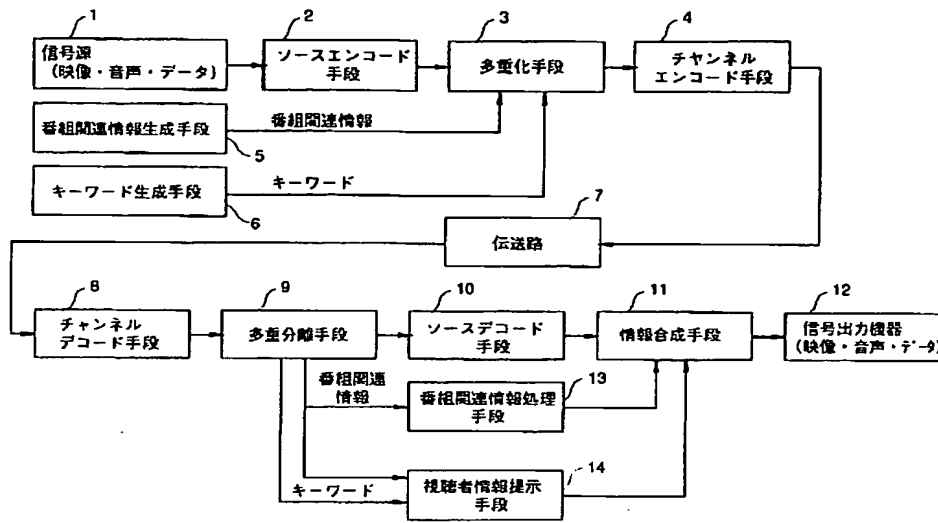 1
信号源
(映像・音声・データ)
2
ソースエンコード
手段
3
多重化手段
4
チャンネル
エンコード手段
番組関連情報生成手段
5
番組関連情報
キーワード生成手段
6
キーワード
7
伝送路
8
チャンネル
デコード手段
9
多重分離手段
10
ソースデコード
手段
11
情報合成手段
12
信号出力機器
(映像・音声・データ)
番組関連
情報
13
番組関連情報処理
手段
キーワード
14
視聴者情報提示
手段